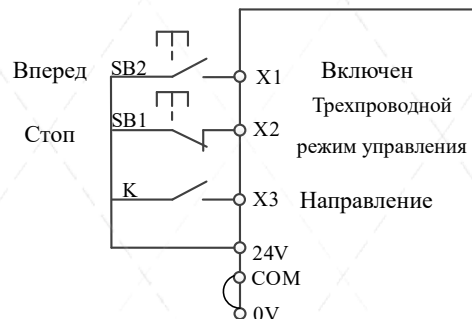 Вперед SB2 X1 Включен
Трехпроводной
Стоп SB1 X2
режим управления
K X3 Направление
24V
COM
0V